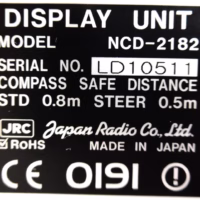 DISPLAY UNIT
MODEL NCD-2182
SERIAL NO. LD10511
COMPASS SAFE DISTANCE
STD 0.8m STEER 0.5m
JRC Japan Radio Co., Ltd.
ROHS MADE IN JAPAN
CE 0191